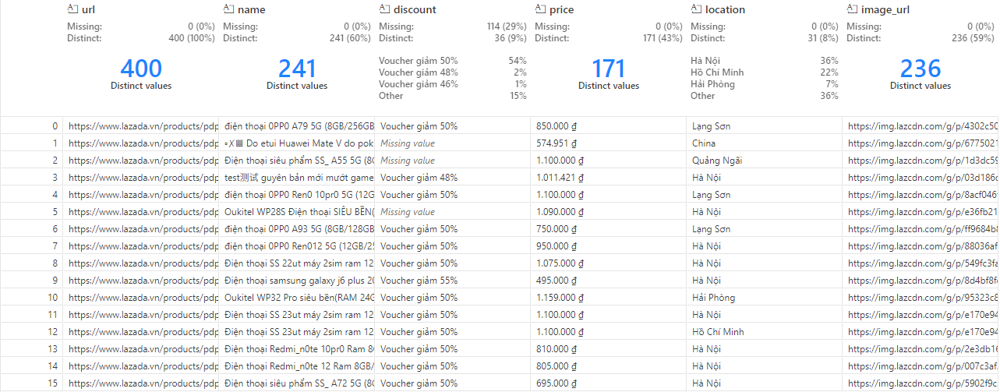 url name discount price location image_url
Missing: 0 (0%) Missing: 0 (0%) Missing: 114 (29%) Missing: 0 (0%) Missing: 0 (0%) Missing: 0 (0%)
Distinct: 400 (100%) Distinct: 241 (60%) Distinct: 36 (9%) Distinct: 171 (43%) Distinct: 31 (8%) Distinct: 236 (59%)
400 Distinct values
241 Distinct values
Voucher giảm 50% 54%
Voucher giảm 48% 2%
Voucher giảm 46% 1%
Other 15%
171 Distinct values
Hà Nội 36%
Hồ Chí Minh 22%
Hải Phòng 7%
Other 36%
236 Distinct values
0 https://www.lazada.vn/products/pdp điện thoại 0PP0 A79 5G (8GB/256GB Voucher giảm 50% 850.000 ₫ Lạng Sơn https://img.lazcdn.com/g/p/4302c50
1 https://www.lazada.vn/products/pdp Do etui Huawei Mate V do pok Missing value 574.951 ₫ China https://img.lazcdn.com/g/p/6775021
2 https://www.lazada.vn/products/pdp Điện thoại siêu phẩm SS_ A55 5G (8G Missing value 1.100.000 ₫ Quảng Ngãi https://img.lazcdn.com/g/p/1d3dc59
3 https://www.lazada.vn/products/pdp test测试 guyên bản mới mướt game Voucher giảm 48% 1.011.421 ₫ Hà Nội https://img.lazcdn.com/g/p/03d186c
4 https://www.lazada.vn/products/pdp điện thoại 0PP0 Ren0 10pr0 5G (12G Voucher giảm 50% 1.100.000 ₫ Lạng Sơn https://img.lazcdn.com/g/p/8acf046
5 https://www.lazada.vn/products/pdp Oukitel WP28S Điện thoại SIÊU BỀN( Missing value 1.090.000 ₫ Hà Nội https://img.lazcdn.com/g/p/e36fb21
6 https://www.lazada.vn/products/pdp điện thoại 0PP0 A93 5G (8GB/128GB Voucher giảm 50% 750.000 ₫ Lạng Sơn https://img.lazcdn.com/g/p/ff9684b8
7 https://www.lazada.vn/products/pdp điện thoại 0PP0 Ren012 5G (12GB/25 Voucher giảm 50% 950.000 ₫ Hà Nội https://img.lazcdn.com/g/p/88036af
8 https://www.lazada.vn/products/pdp Điện thoại SS 22ut máy 2sim ram 12 Voucher giảm 50% 1.075.000 ₫ Hà Nội https://img.lazcdn.com/g/p/549fc3fa
9 https://www.lazada.vn/products/pdp Điện thoại samsung galaxy j6 plus 20 Voucher giảm 55% 495.000 ₫ Hà Nội https://img.lazcdn.com/g/p/8d4bf8f
10 https://www.lazada.vn/products/pdp Oukitel WP32 Pro siêu bền(RAM 24G Voucher giảm 50% 1.159.000 ₫ Hải Phòng https://img.lazcdn.com/g/p/95323c8
11 https://www.lazada.vn/products/pdp Điện thoại SS 23ut máy 2sim ram 12 Voucher giảm 50% 1.100.000 ₫ Hà Nội https://img.lazcdn.com/g/p/e170e94
12 https://www.lazada.vn/products/pdp Điện thoại SS 23ut máy 2sim ram 12 Voucher giảm 50% 1.100.000 ₫ Hồ Chí Minh https://img.lazcdn.com/g/p/e170e94
13 https://www.lazada.vn/products/pdp Điện thoại Redmi_n0te 10pr0 Ram 8G Voucher giảm 50% 810.000 ₫ Hà Nội https://img.lazcdn.com/g/p/2e3db16
14 https://www.lazada.vn/products/pdp Điện thoại Redmi_n0te 12 Ram 8GB/ Voucher giảm 50% 805.000 ₫ Hà Nội https://img.lazcdn.com/g/p/007c3af
15 https://www.lazada.vn/products/pdp Điện thoại siêu phẩm SS_ A72 5G (8G Voucher giảm 50% 695.000 ₫ Hà Nội https://img.lazcdn.com/g/p/5902f9c